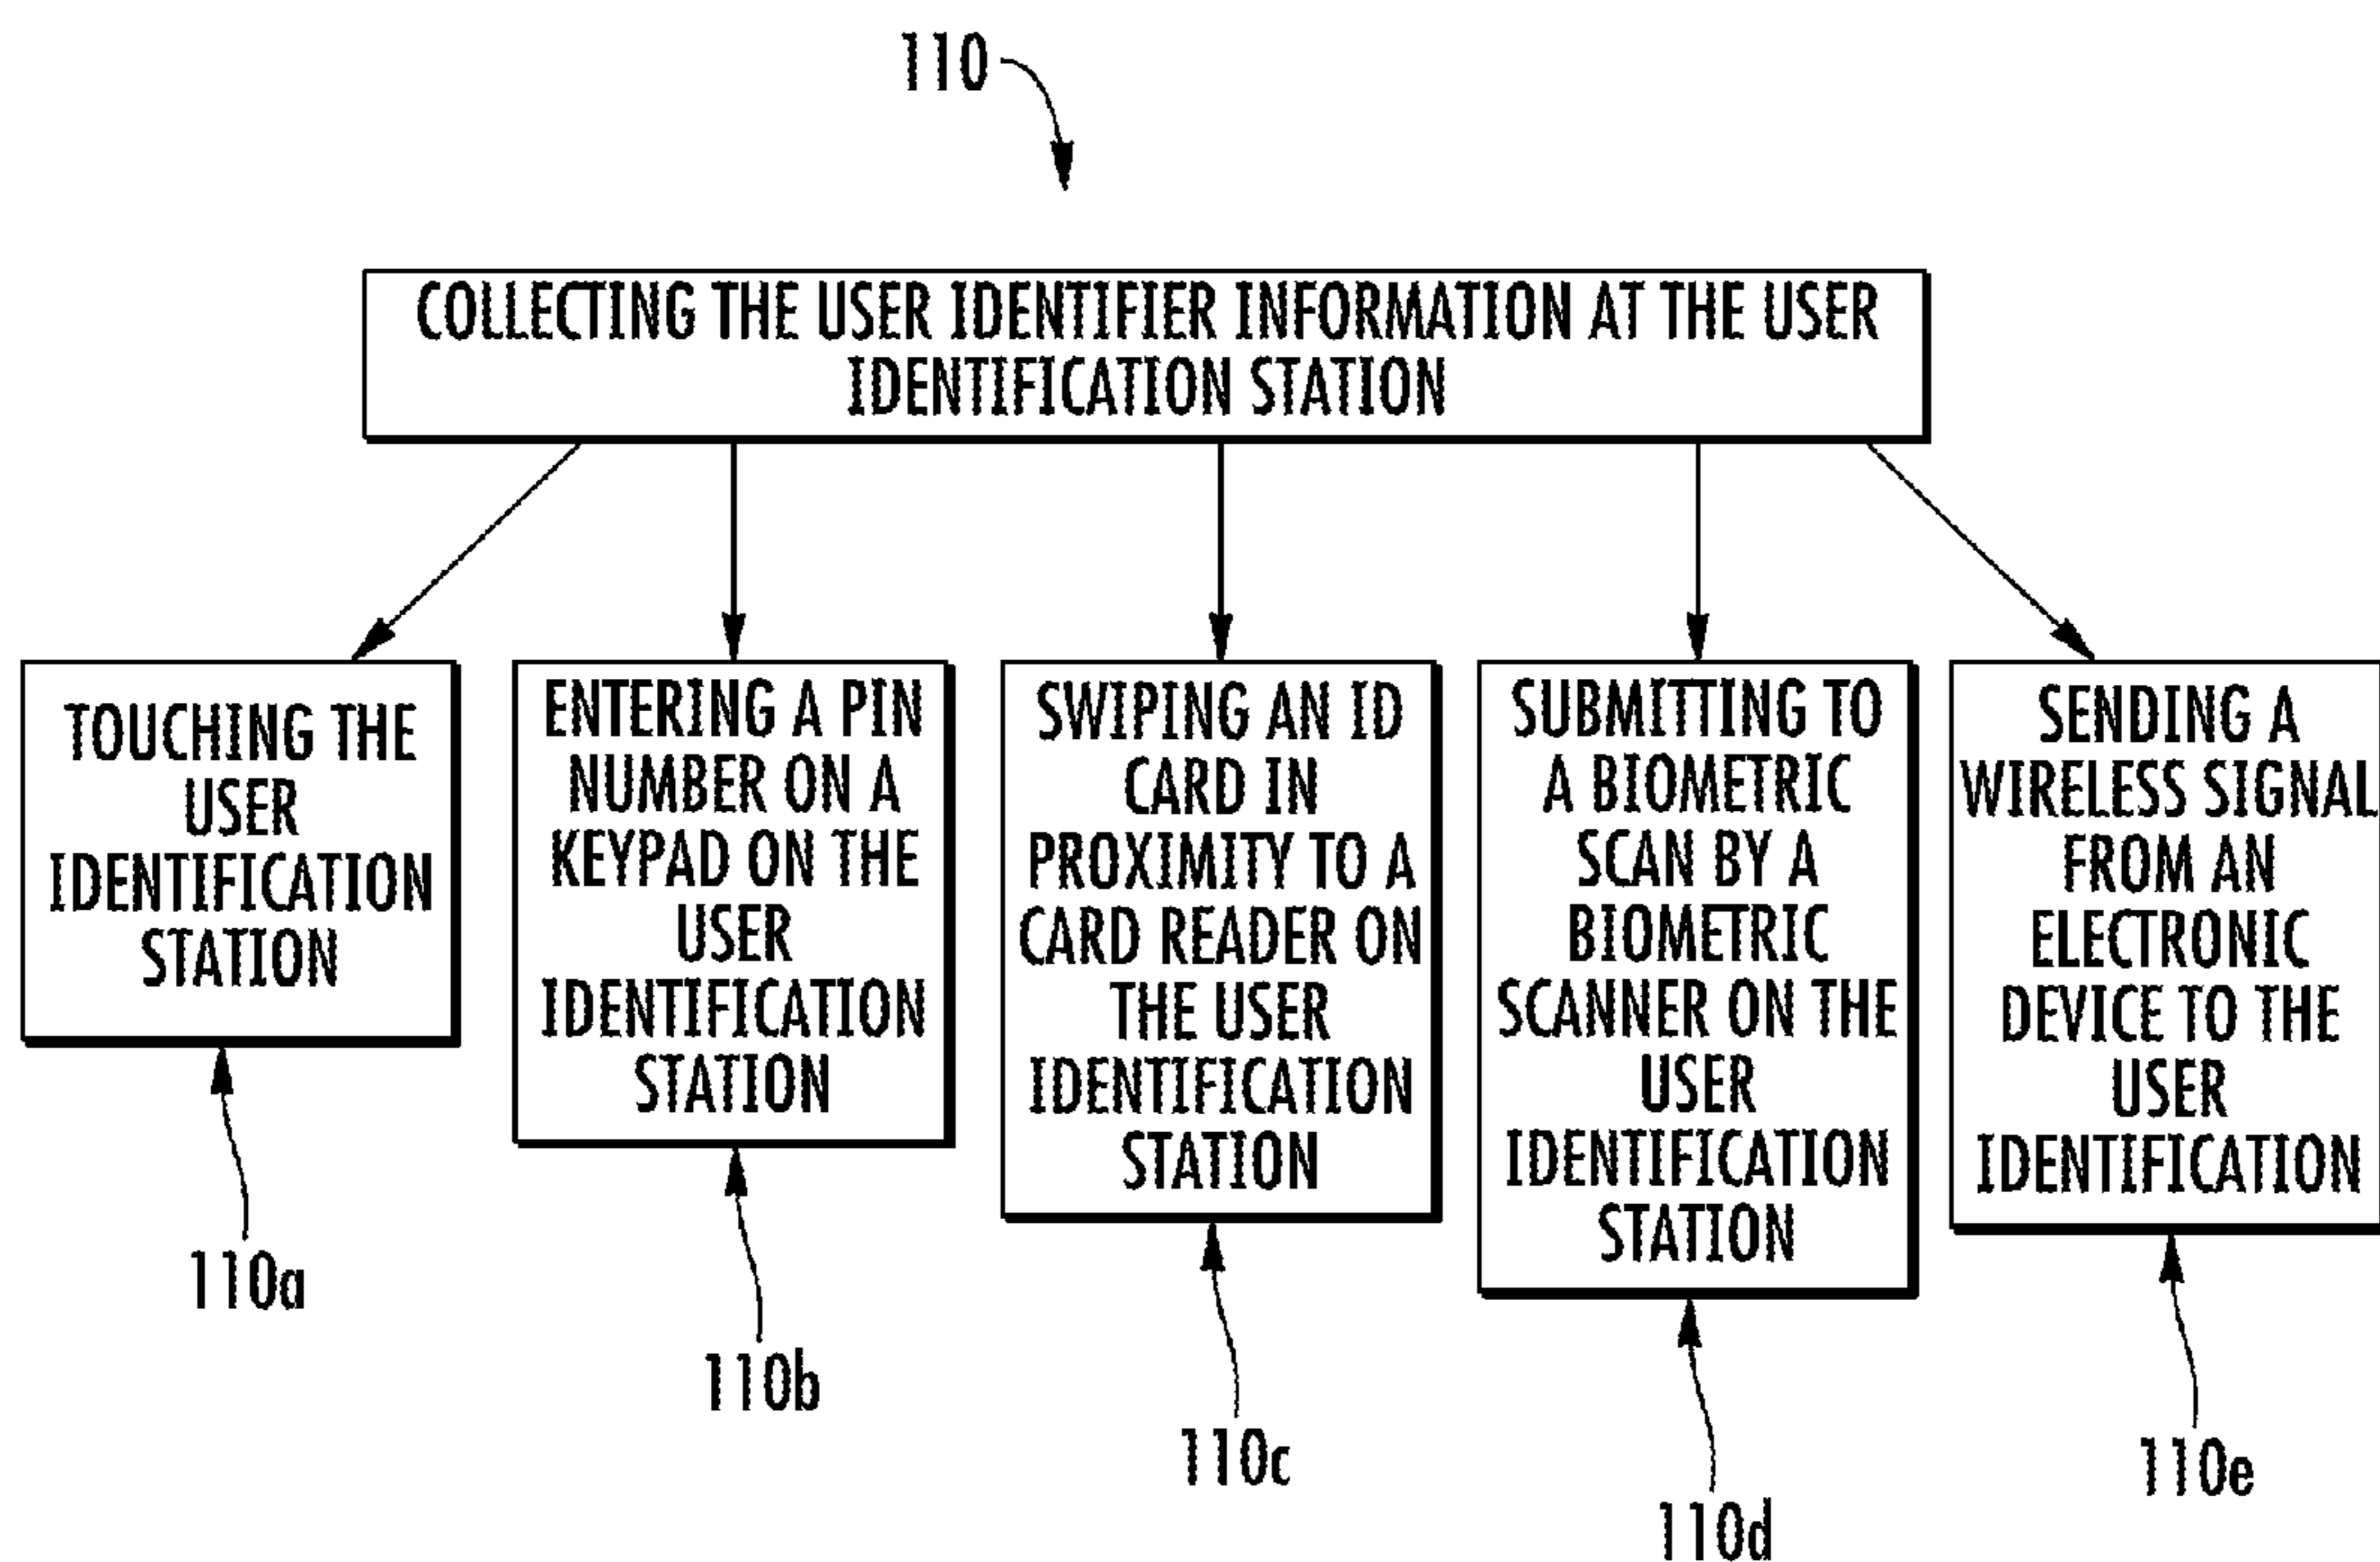 110
COLLECTING THE USER IDENTIFIER INFORMATION AT THE USER
IDENTIFICATION STATION
TOUCHING THE
USER
IDENTIFICATION
STATION
110a
ENTERING A PIN
NUMBER ON A
KEYPAD ON THE
USER
IDENTIFICATION
STATION
110b
SWIPING AN ID
CARD IN
PROXIMITY TO A
CARD READER ON
THE USER
IDENTIFICATION
STATION
110c
SUBMITTING TO
A BIOMETRIC
SCAN BY A
BIOMETRIC
SCANNER ON THE
USER
IDENTIFICATION
STATION
110d
SENDING A
WIRELESS SIGNAL
FROM AN
ELECTRONIC
DEVICE TO THE
USER
IDENTIFICATION
110e